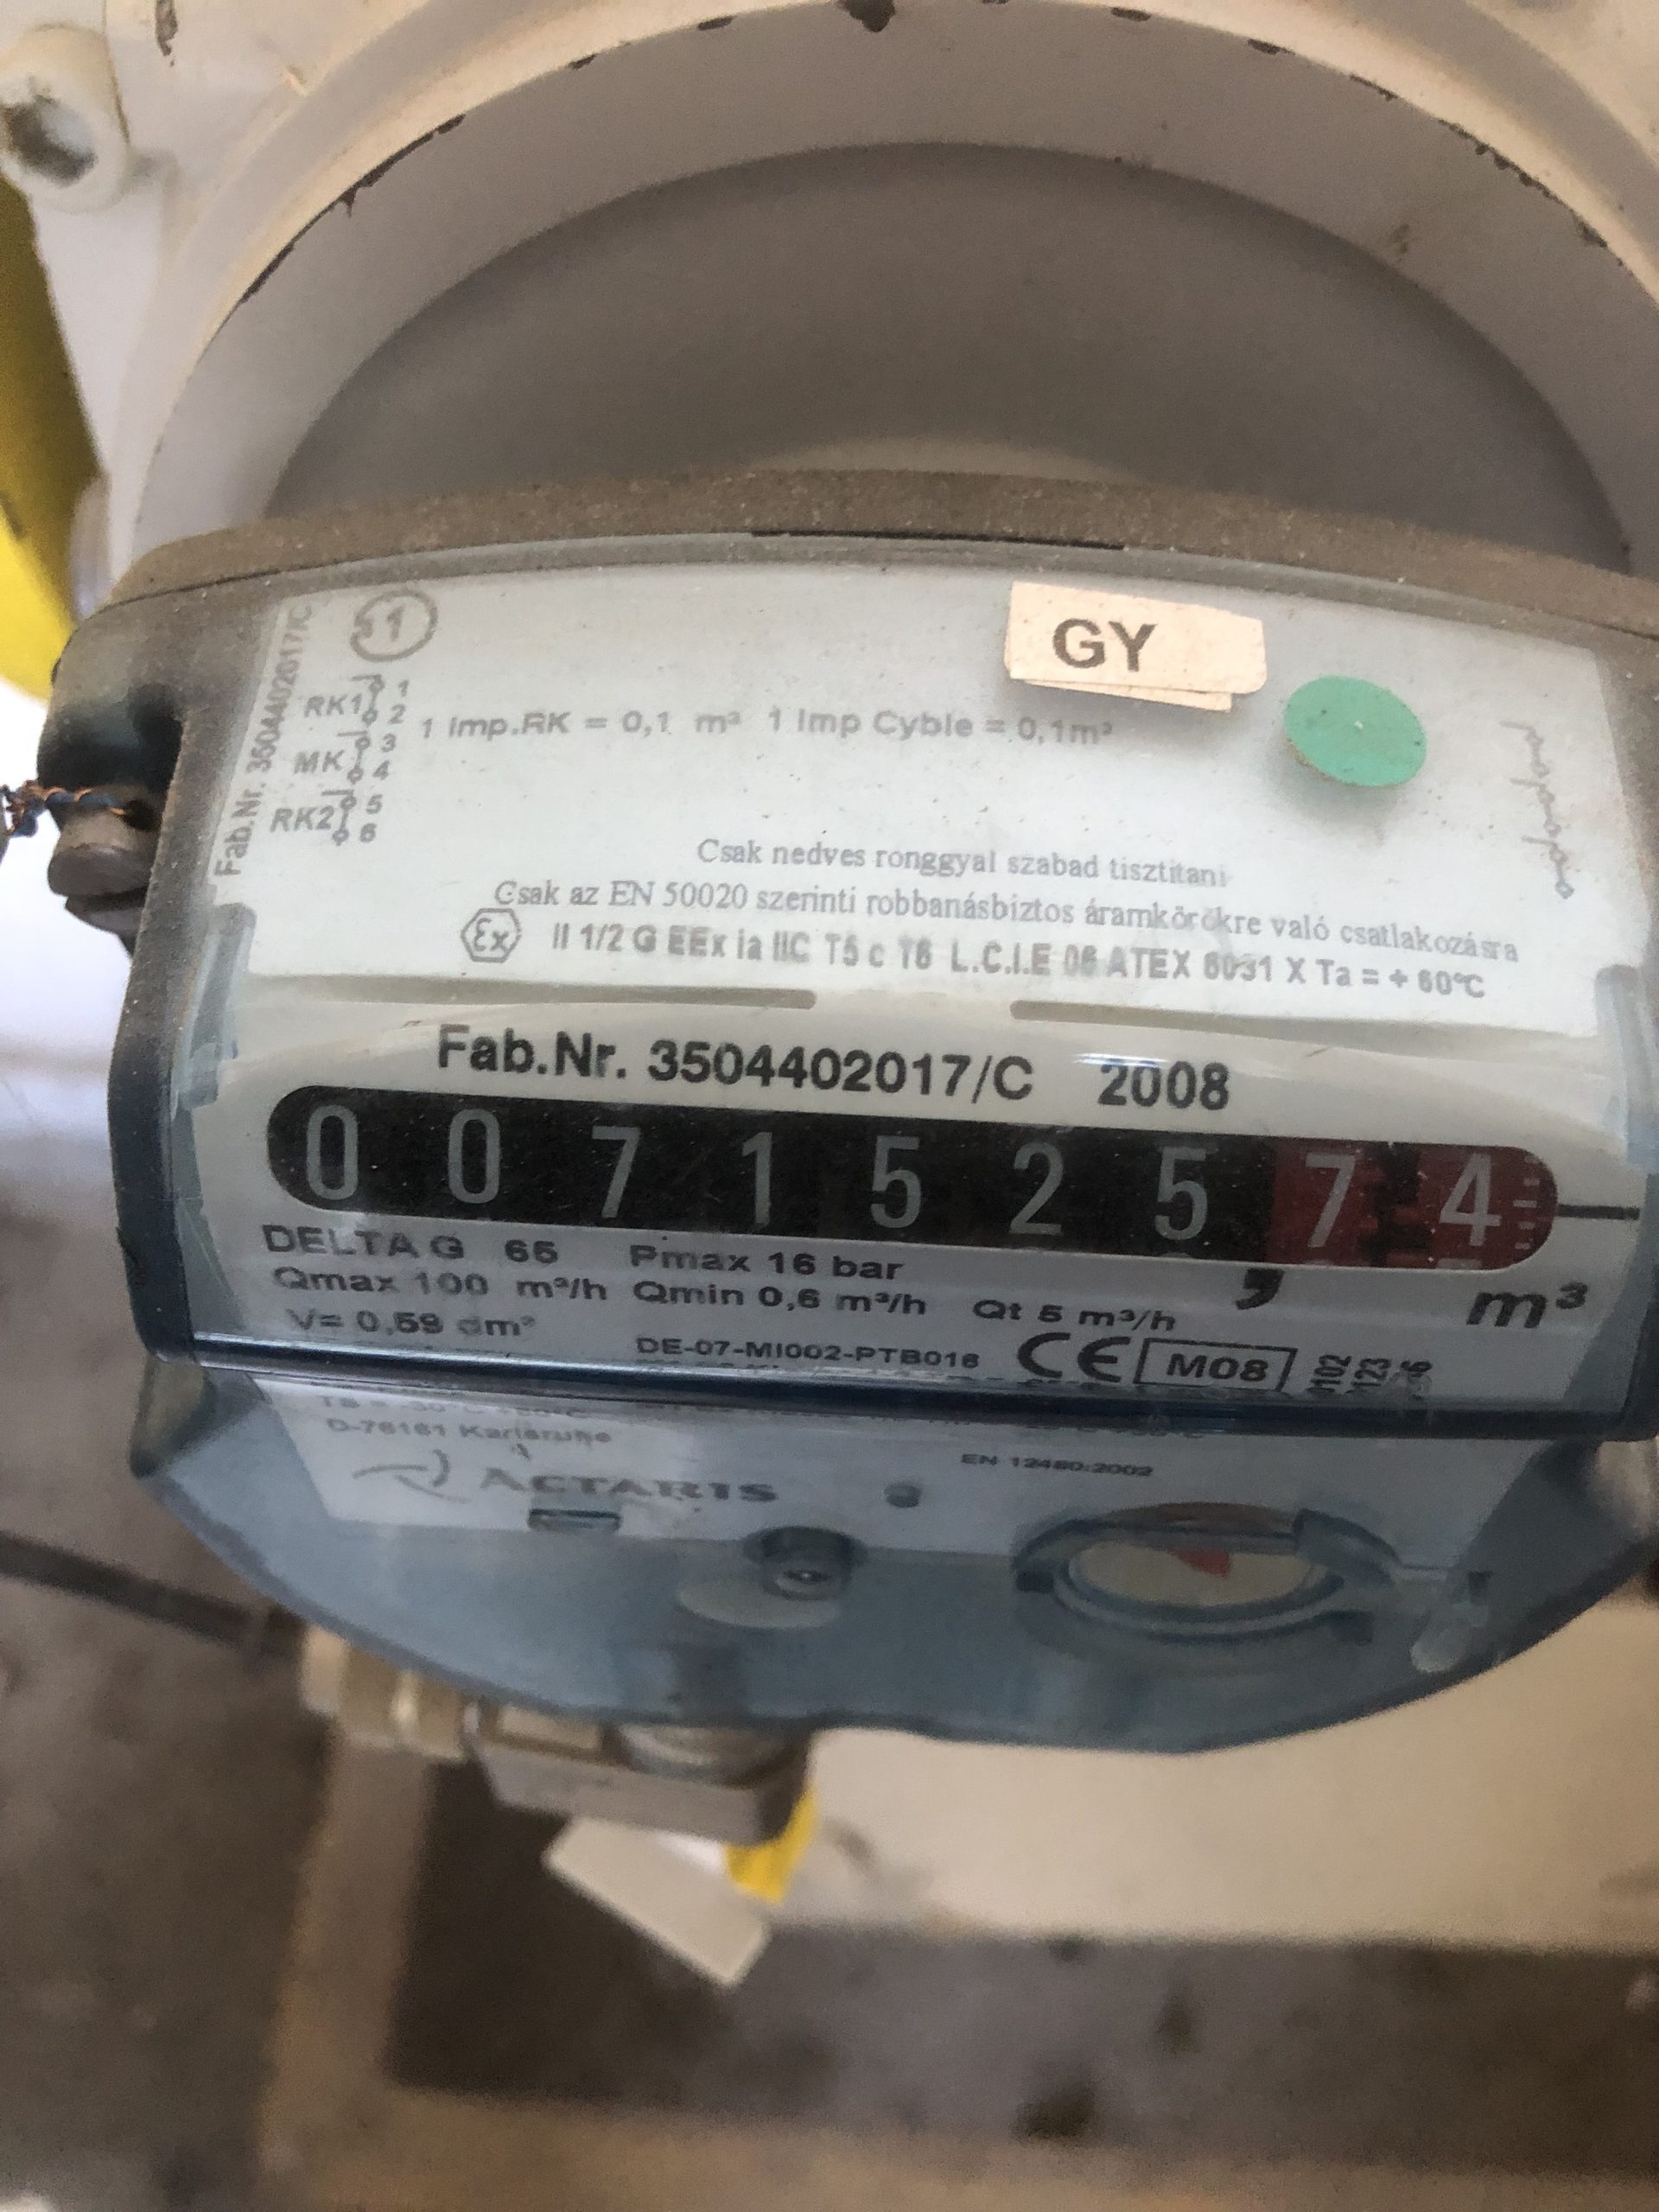 GY
Fab.Nr. 3504402017/C
1
RK1 1 2
MK 3 4
RK2 5 6
1 Imp.RK = 0,1 m³ 1 Imp Cyble = 0,1m³
Csak nedves ronggyal szabad tisztitani
Csak az EN 50020 szerinti robbanásbiztos áramkörökre való csatlakozásra
Ex II 1/2 G EEx ia IIC T5 c T6 L.C.I.E 06 ATEX 6031 X Ta = + 60°C
Fab.Nr. 3504402017/C 2008
0 0 7 1 5 2 5 7 4
, m³
DELTA G 65 Pmax 16 bar
Qmax 100 m³/h Qmin 0,6 m³/h Qt 5 m³/h
V= 0,59 dm³
DE-07-MI002-PTB016 CE M08 0102 0123
D-76161 Karlsruhe
ACTARIS
EN 12480:2002